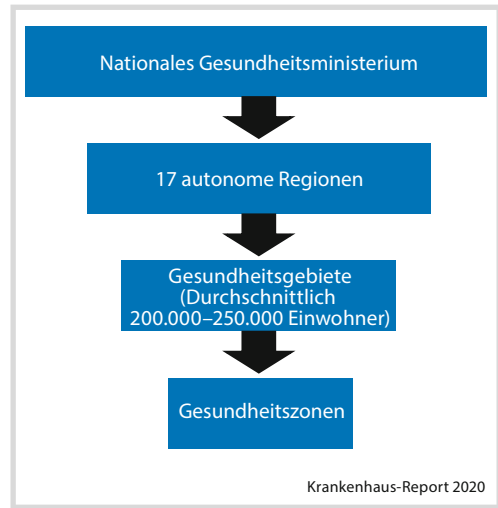 Nationales Gesundheitsministerium
17 autonome Regionen
Gesundheitsgebiete
(Durchschnittlich
200.000–250.000 Einwohner)
Gesundheitszonen
Krankenhaus-Report 2020